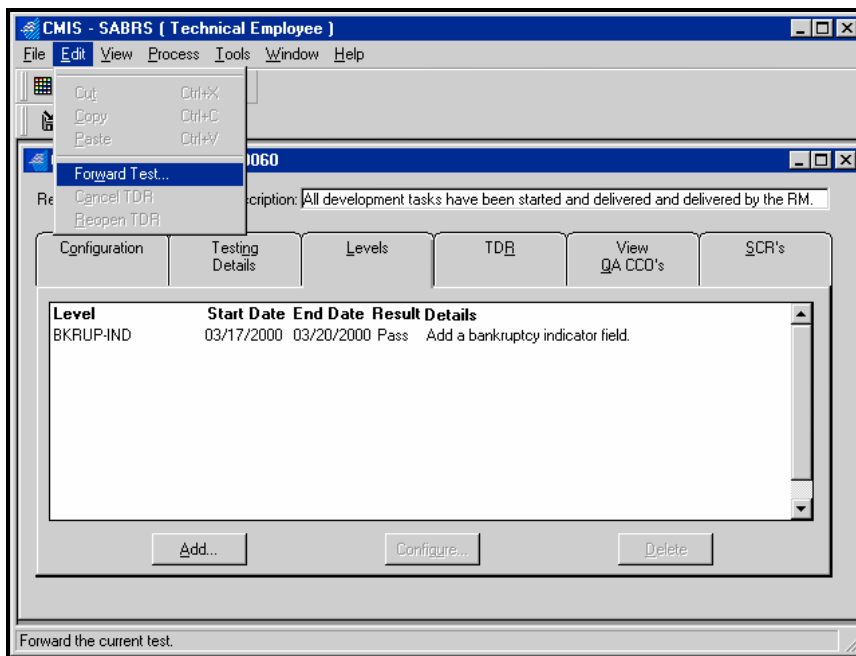 CMIS - SABRS ( Technical Employee )
File Edit View Process Tools Window Help
Cut Ctrl+X
Copy Ctrl+C
Paste Ctrl+V
Forward Test...
Cancel TDR
Reopen TDR
0060
Re
cription: All development tasks have been started and delivered and delivered by the RM.
Configuration
Testing Details
Levels
TDR
View QA CCO's
SCR's
Level Start Date End Date Result Details
BKRUP-IND 03/17/2000 03/20/2000 Pass Add a bankruptcy indicator field.
Add... Configure... Delete
Forward the current test.